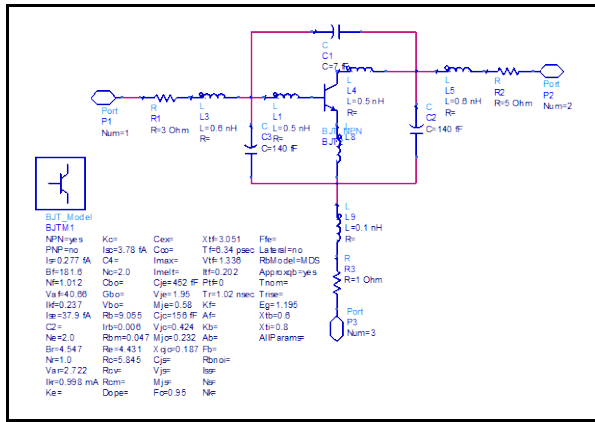 C
C1
C=7 fF
L
L4
L=0.5 nH
L
L5
L=0.6 nH
R=
R
R2
R=5 Ohm
Port
P2
Num=2
Port
P1
Num=1
R
R1
R=3 Ohm
L
L3
L=0.6 nH
R=
L
L1
L=0.5 nH
R=
C
C3
C=140 fF
L8
C
C2
C=140 fF
L
L9
L=0.1 nH
R=
R
R3
R=1 Ohm
Port
P3
Num=3
BJT_Model
BJTM1
NPN=yes Kc= Cex= Xtf=3.051 Ffe=
PNP=no Isc=3.78 fA Cco= Tf=6.34 psec Lateral=no
Is=0.277 fA C4= Imax= Vtf=1.336 RbModel=MDS
Bf=181.6 Nc=2.0 Imelt= Itf=0.202 Approxqb=yes
Nf=1.012 Cbo= Cje=452 fF Ptf=0 Tnom=
Vaf=40.66 Gbo= Vje=1.95 Tr=1.02 nsec Trise=
Ikf=0.237 Vbo= Mje=0.58 Kf= Eg=1.195
Ise=37.9 fA Rb=9.055 Cjc=156 fF Af= Xtb=0.6
C2= Irb=0.006 Vjc=0.424 Kb= Xti=0.8
Ne=2.0 Rbm=0.047 Mjc=0.232 Ab= AllParams=
Br=4.547 Re=4.431 Xcjc=0.187 Fb=
Nr=1.0 Rc=5.845 Cjs= Rbnoi=
Var=2.722 Rcv= Vjs= Iss=
Ikr=0.998 mA Rcm= Mjs= Ns=
Ke= Dope= Fc=0.95 Nk=